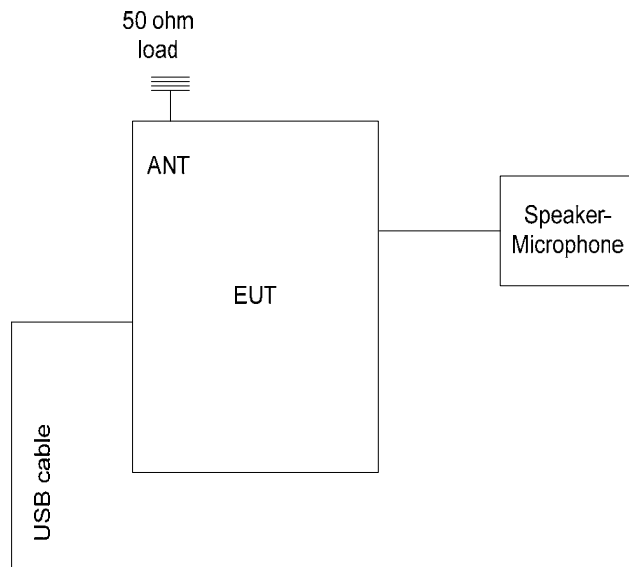 50 ohm
load
ANT
Speaker-
Microphone
EUT
USB cable